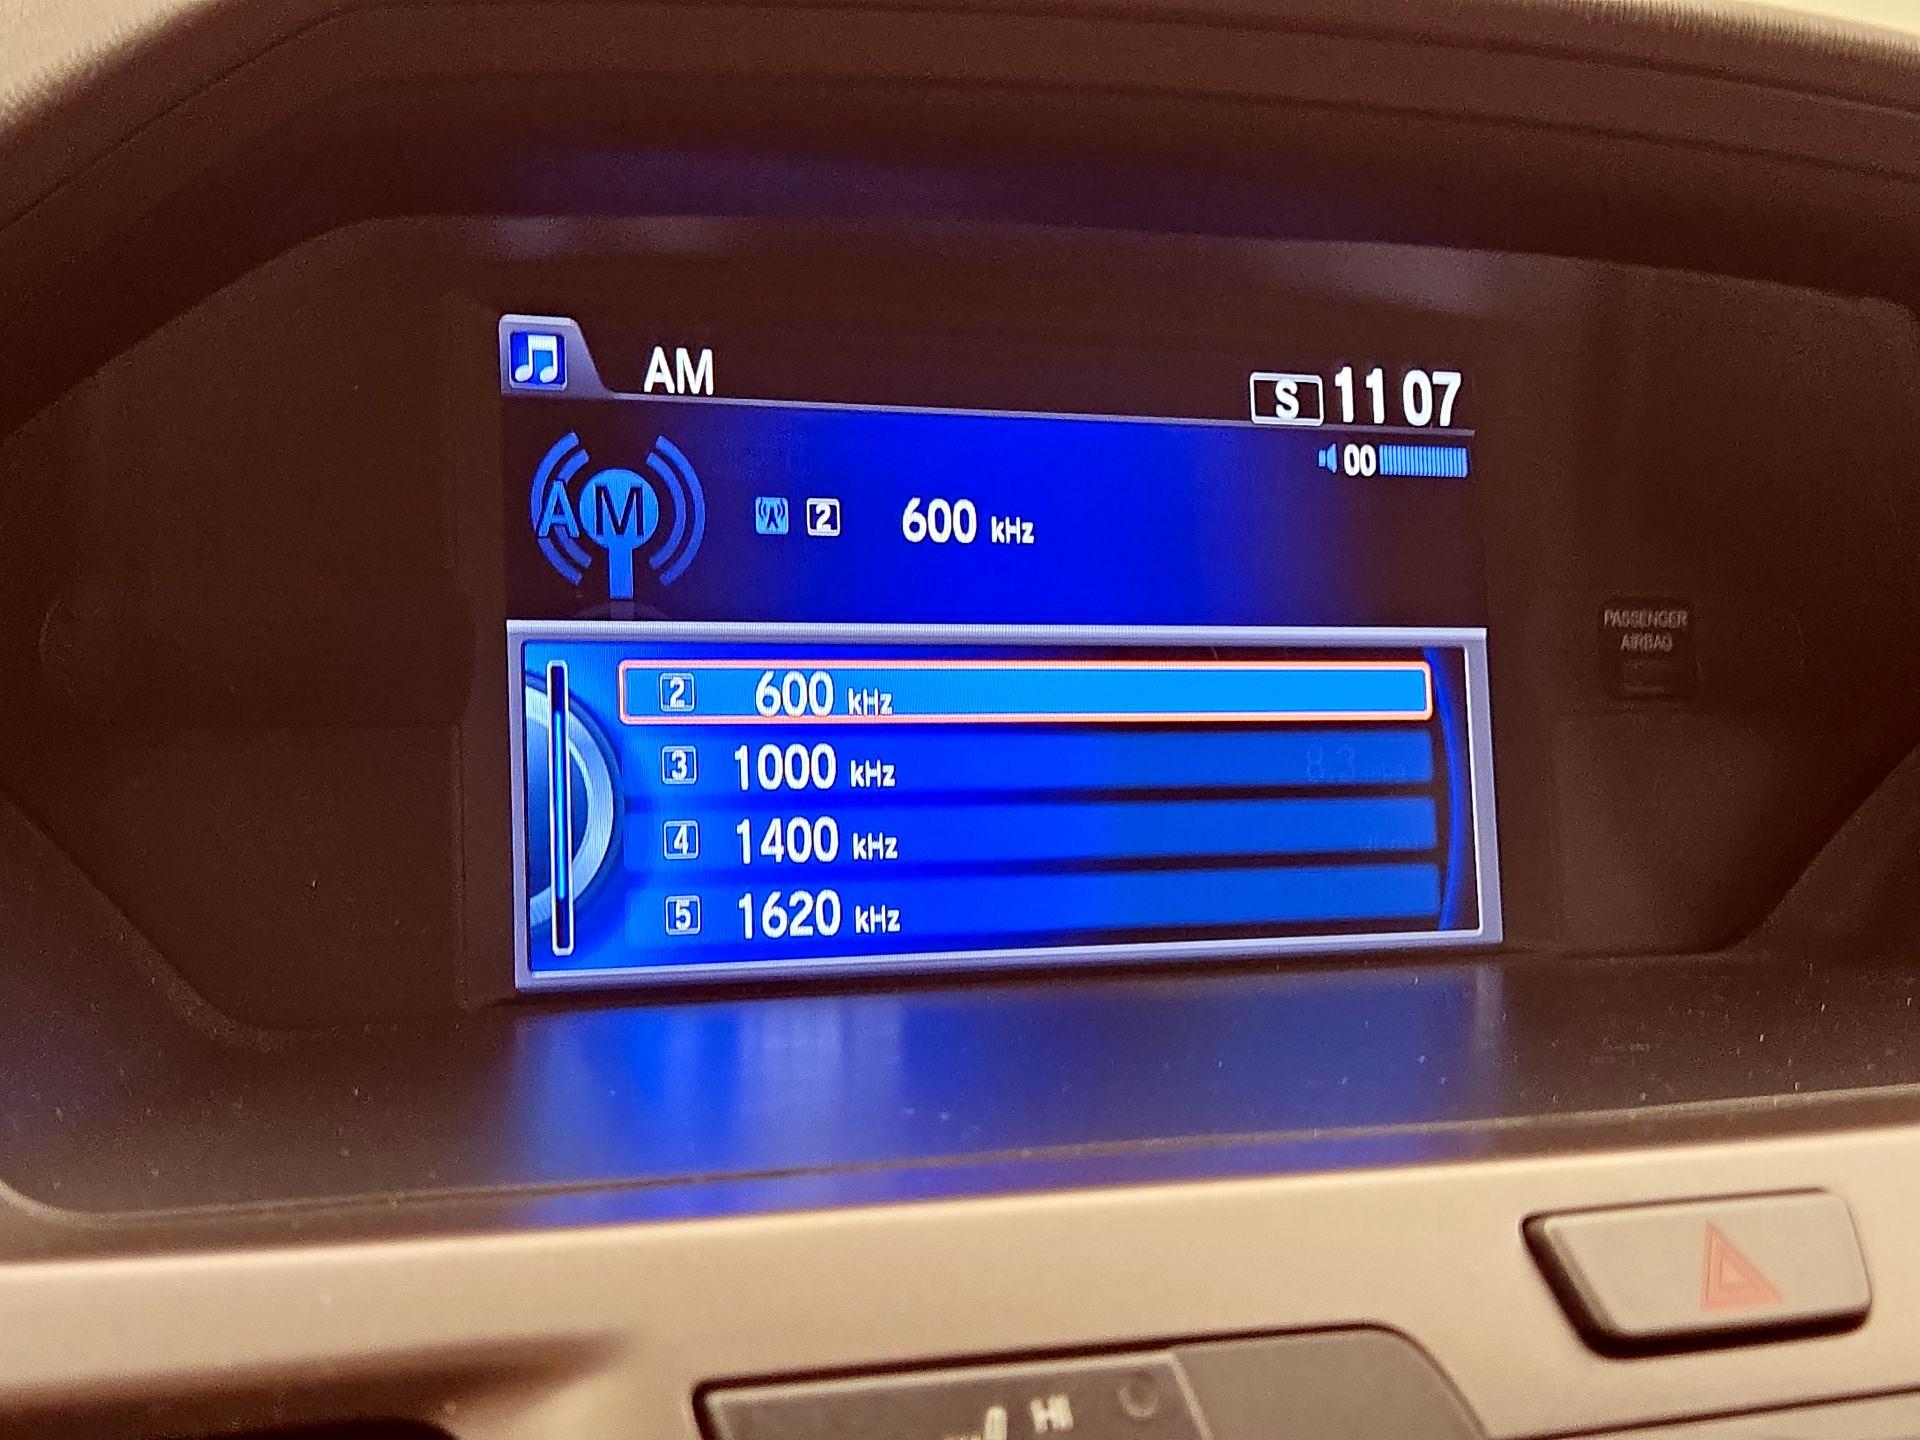 AM
S 11 07
00
AM
2 600 kHz
2 600 kHz
3 1000 kHz
4 1400 kHz
5 1620 kHz
PASSENGER
AIRBAG
HI